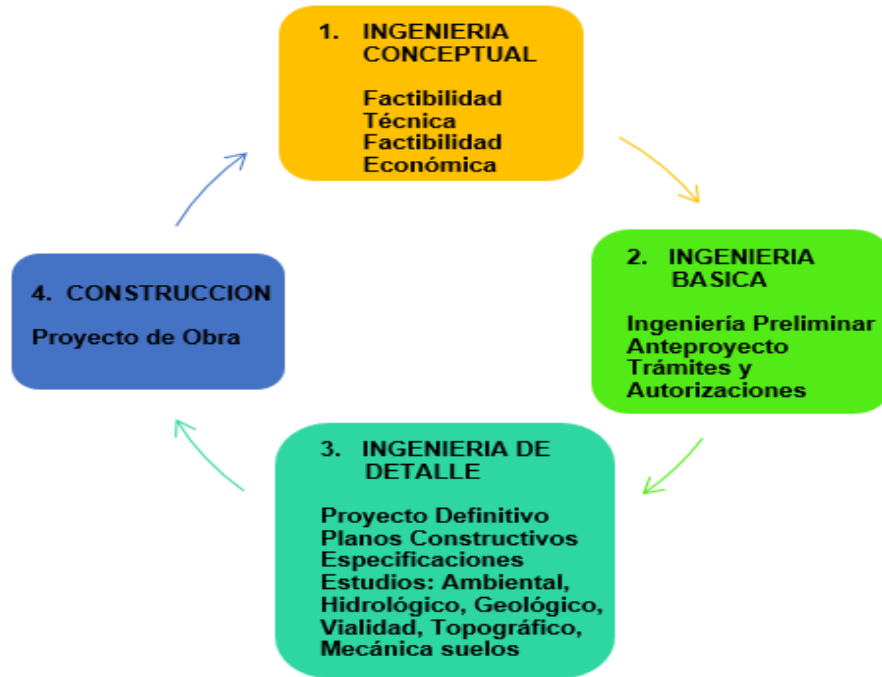 1. INGENIERIA
CONCEPTUAL
Factibilidad
Técnica
Factibilidad
Económica
2. INGENIERIA
BASICA
Ingeniería Preliminar
Anteproyecto
Trámites y
Autorizaciones
3. INGENIERIA DE
DETALLE
Proyecto Definitivo
Planos Constructivos
Especificaciones
Estudios: Ambiental,
Hidrológico, Geológico,
Vialidad, Topográfico,
Mecánica suelos
4. CONSTRUCCION
Proyecto de Obra